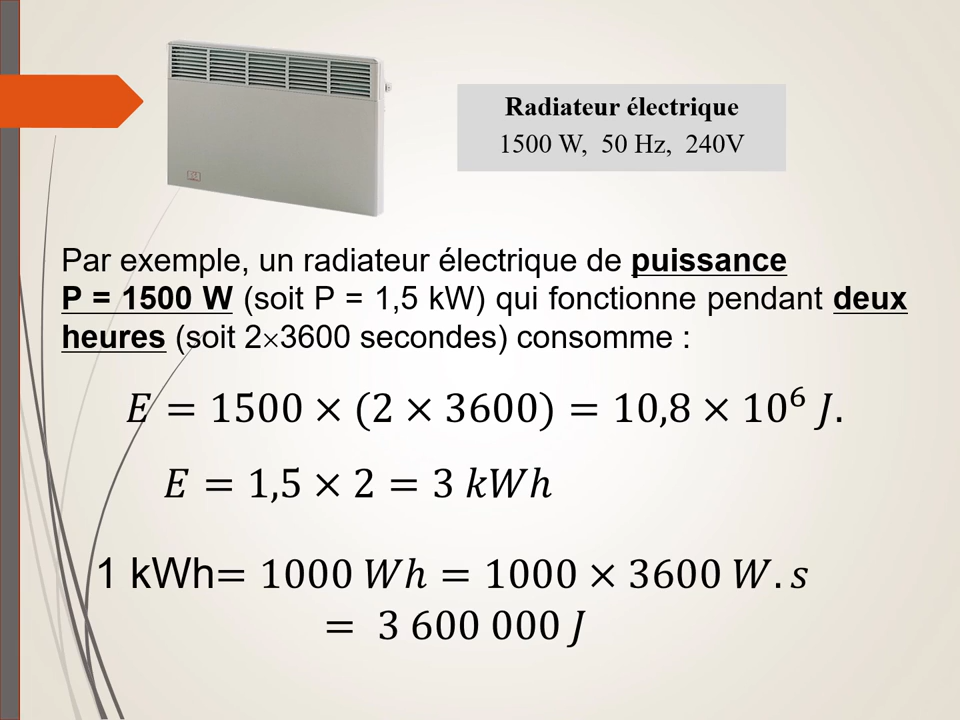 Radiateur électrique
1500 W, 50 Hz, 240V
Par exemple, un radiateur électrique de puissance
P = 1500 W (soit P = 1,5 kW) qui fonctionne pendant deux
heures (soit 2×3600 secondes) consomme :
𝐸 = 1500 × (2 × 3600) = 10,8 × 10⁶ 𝐽.
𝐸 = 1,5 × 2 = 3 𝑘𝑊ℎ
1 kWh= 1000 𝑊ℎ = 1000 × 3600 𝑊. 𝑠
= 3 600 000 𝐽